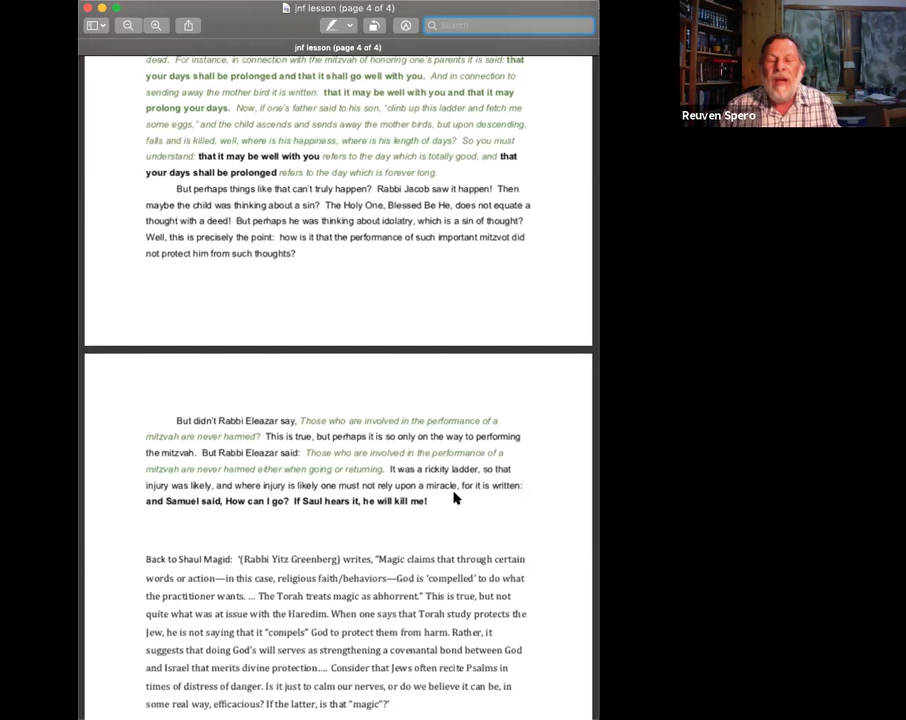 jnf lesson (page 4 of 4)
Search
jnf lesson (page 4 of 4)
Reuven Spero
dead. For instance, in connection with the mitzvah of honoring one's parents it is said: that
your days shall be prolonged and that it shall go well with you. And in connection to
sending away the mother bird it is written: that it may be well with you and that it may
prolong your days. Now, if one's father said to his son, "climb up this ladder and fetch me
some eggs," and the child ascends and sends away the mother birds, but upon descending,
falls and is killed, well, where is his happiness, where is his length of days? So you must
understand: that it may be well with you refers to the day which is totally good, and that
your days shall be prolonged refers to the day which is forever long.
But perhaps things like that can't truly happen? Rabbi Jacob saw it happen! Then
maybe the child was thinking about a sin? The Holy One, Blessed Be He, does not equate a
thought with a deed! But perhaps he was thinking about idolatry, which is a sin of thought?
Well, this is precisely the point: how is it that the performance of such important mitzvot did
not protect him from such thoughts?
But didn't Rabbi Eleazar say, Those who are involved in the performance of a
mitzvah are never harmed? This is true, but perhaps it is so only on the way to performing
the mitzvah. But Rabbi Eleazar said: Those who are involved in the performance of a
mitzvah are never harmed either when going or returning. It was a rickity ladder, so that
injury was likely, and where injury is likely one must not rely upon a miracle, for it is written:
and Samuel said, How can I go? If Saul hears it, he will kill me!
Back to Shaul Magid: '(Rabbi Yitz Greenberg) writes, "Magic claims that through certain
words or action—in this case, religious faith/behaviors—God is 'compelled' to do what
the practitioner wants. ... The Torah treats magic as abhorrent." This is true, but not
quite what was at issue with the Haredim. When one says that Torah study protects the
Jew, he is not saying that it "compels" God to protect them from harm. Rather, it
suggests that doing God's will serves as strengthening a covenantal bond between God
and Israel that merits divine protection.... Consider that Jews often recite Psalms in
times of distress of danger. Is it just to calm our nerves, or do we believe it can be, in
some real way, efficacious? If the latter, is that "magic"?'